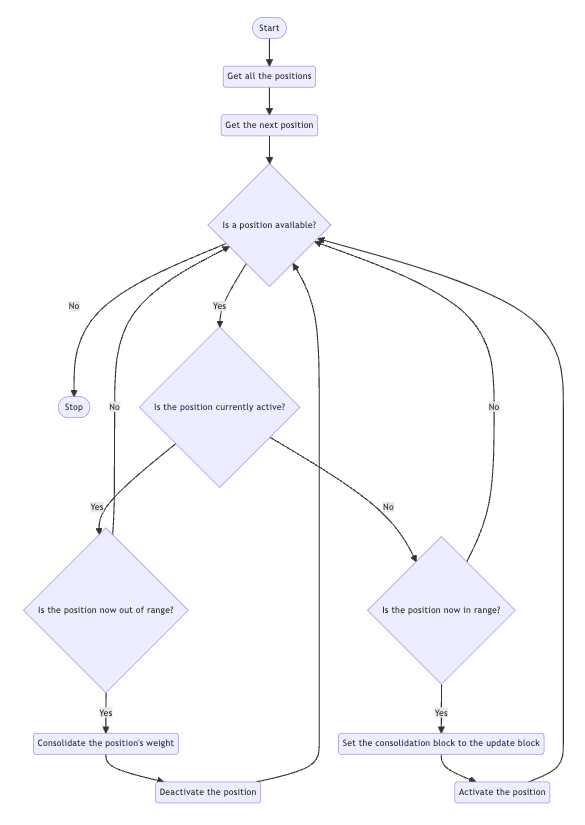 Start
Get all the positions
Get the next position
Is a position available?
No
Yes
Stop
No
Is the position currently active?
No
Yes
No
Is the position now out of range?
Is the position now in range?
Yes
Yes
Consolidate the position's weight
Set the consolidation block to the update block
Deactivate the position
Activate the position